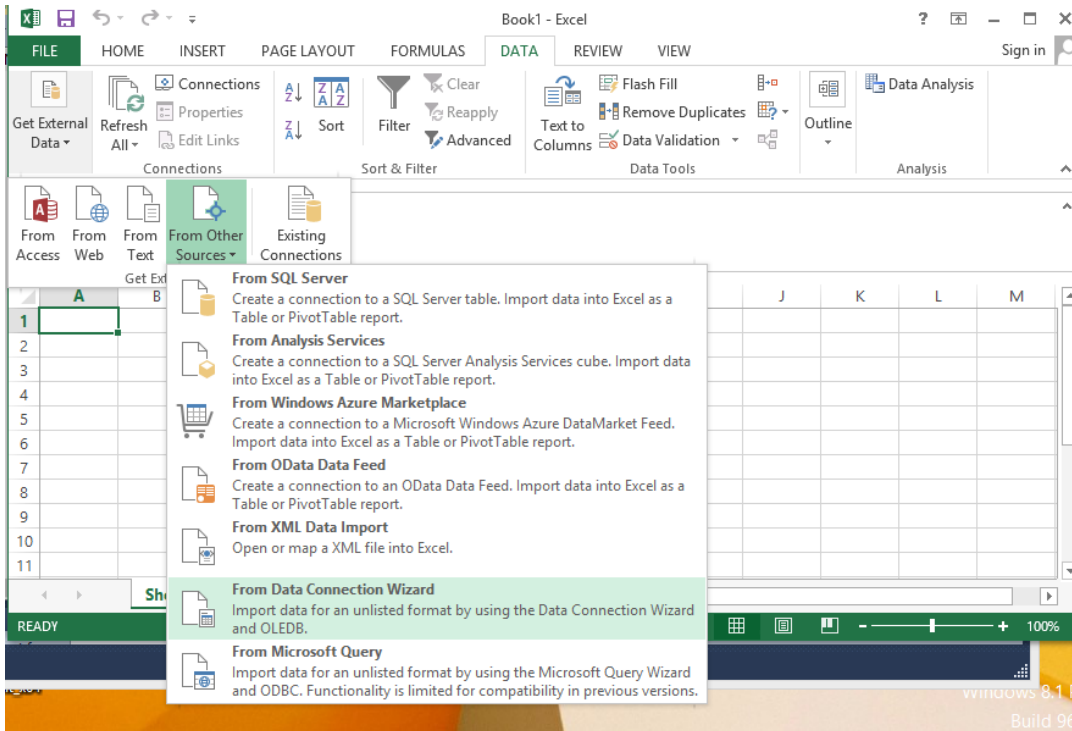 Book1 - Excel
?
FILE HOME INSERT PAGE LAYOUT FORMULAS DATA REVIEW VIEW Sign in
Get External
Data
Refresh
All
Connections
Properties
Edit Links
Connections
Sort
Filter
Clear
Reapply
Advanced
Sort & Filter
Text to
Columns
Flash Fill
Remove Duplicates
Data Validation
Data Tools
Outline
Data Analysis
Analysis
From
Access
From
Web
From
Text
From Other
Sources
Existing
Connections
Get Ext
From SQL Server
Create a connection to a SQL Server table. Import data into Excel as a
Table or PivotTable report.
From Analysis Services
Create a connection to a SQL Server Analysis Services cube. Import data
into Excel as a Table or PivotTable report.
From Windows Azure Marketplace
Create a connection to a Microsoft Windows Azure DataMarket Feed.
Import data into Excel as a Table or PivotTable report.
From OData Data Feed
Create a connection to an OData Data Feed. Import data into Excel as a
Table or PivotTable report.
From XML Data Import
Open or map a XML file into Excel.
From Data Connection Wizard
Import data for an unlisted format by using the Data Connection Wizard
and OLEDB.
From Microsoft Query
Import data for an unlisted format by using the Microsoft Query Wizard
and ODBC. Functionality is limited for compatibility in previous versions.
A B J K L M
1
2
3
4
5
6
7
8
9
10
11
She
READY
100%
Windows 8.1
Build 96